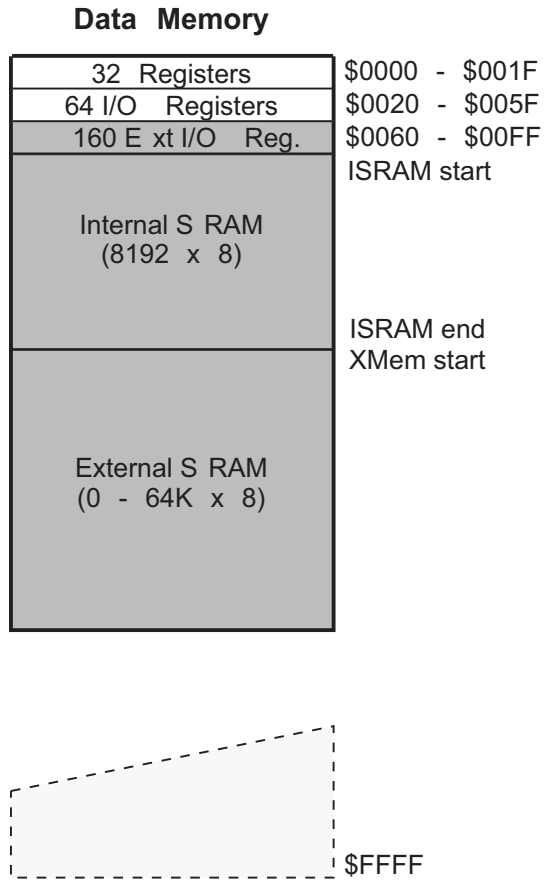 Data Memory
32 Registers
$0000 - $001F
64 I/O Registers
$0020 - $005F
160 E xt I/O Reg.
$0060 - $00FF
ISRAM start
Internal S RAM
(8192 x 8)
ISRAM end
XMem start
External S RAM
(0 - 64K x 8)
$FFFF